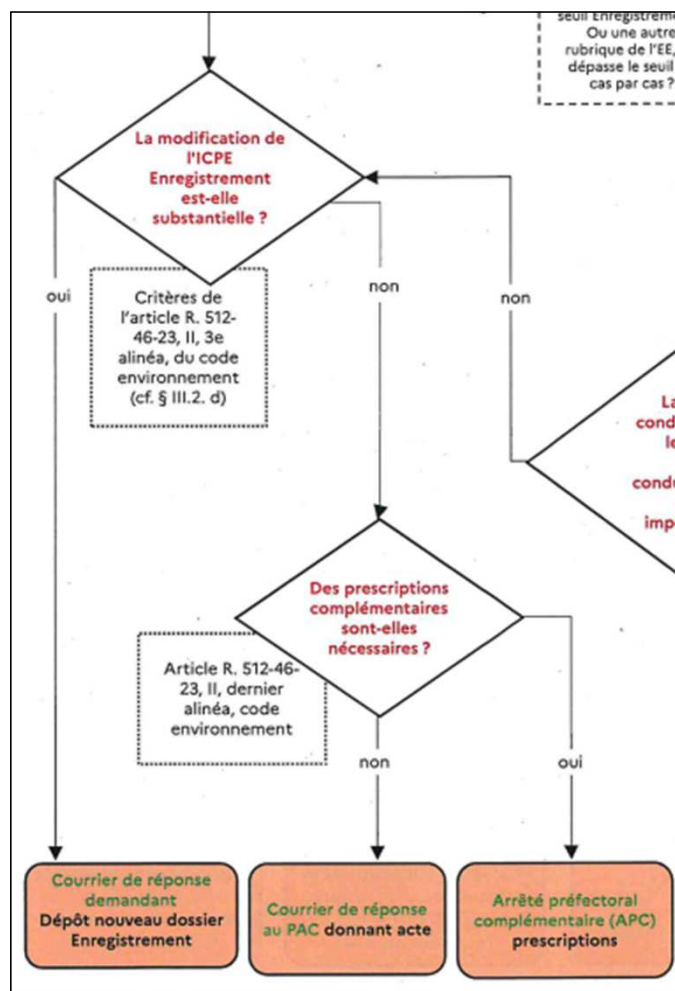 seuil Enregistreme
Ou une autre
rubrique de l'EE,
dépasse le seuil
cas par cas ?
La modification de
l'ICPE
Enregistrement
est-elle
substantielle ?
oui
non
non
Critères de
l'article R. 512-
46-23, II, 3e
alinéa, du code
environnement
(cf. § III.2. d)
La
cond
le
condu
imp
Des prescriptions
complémentaires
sont-elles
nécessaires ?
Article R. 512-46-
23, II, dernier
alinéa, code
environnement
non
oui
Courrier de réponse
demandant
Dépôt nouveau dossier
Enregistrement
Courrier de réponse
au PAC donnant acte
Arrêté préfectoral
complémentaire (APC)
prescriptions